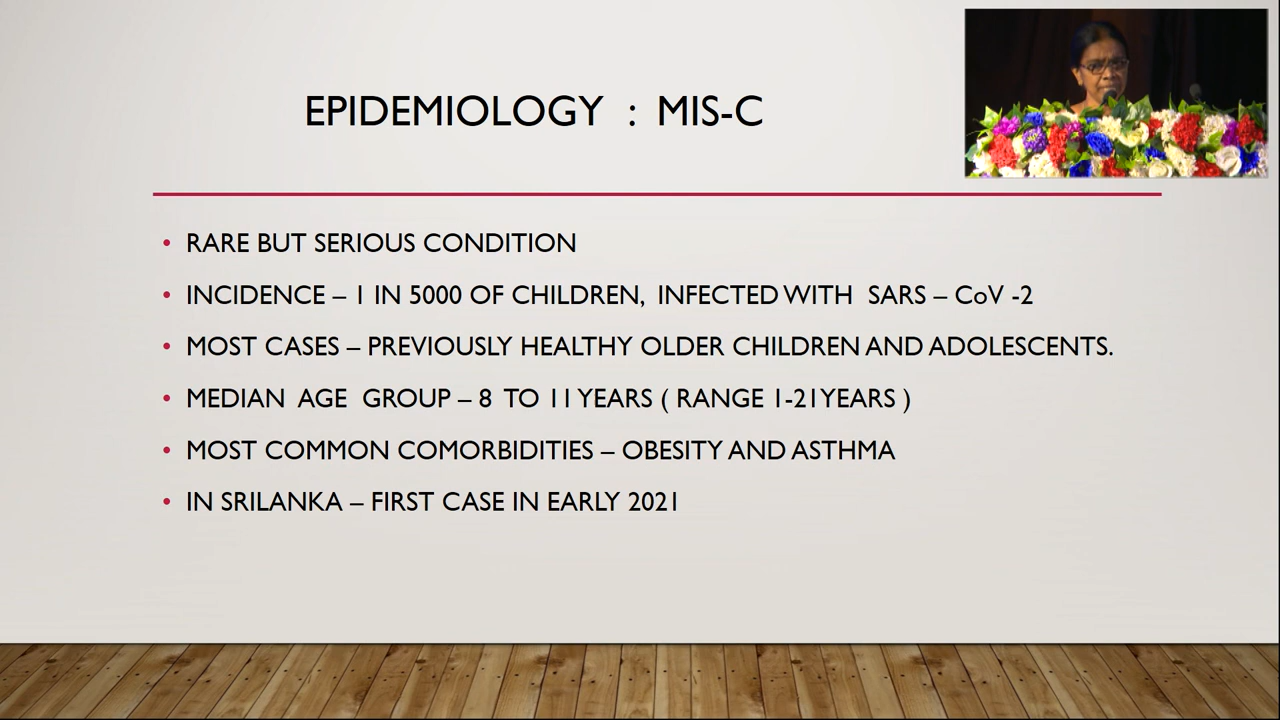 EPIDEMIOLOGY : MIS-C
• RARE BUT SERIOUS CONDITION
• INCIDENCE – 1 IN 5000 OF CHILDREN, INFECTED WITH SARS – CoV -2
• MOST CASES – PREVIOUSLY HEALTHY OLDER CHILDREN AND ADOLESCENTS.
• MEDIAN AGE GROUP – 8 TO 11 YEARS ( RANGE 1-21YEARS )
• MOST COMMON COMORBIDITIES – OBESITY AND ASTHMA
• IN SRILANKA – FIRST CASE IN EARLY 2021